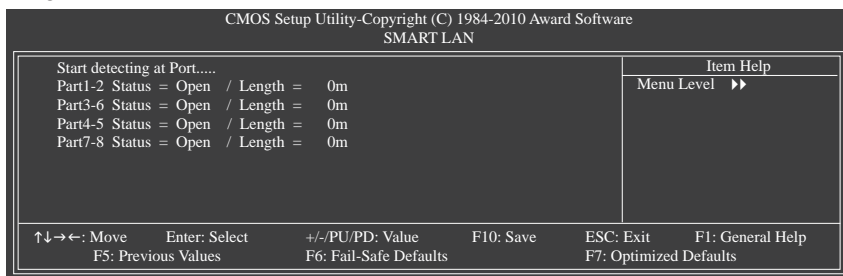 CMOS Setup Utility-Copyright (C) 1984-2010 Award Software
SMART LAN
Start detecting at Port.....
Part1-2 Status = Open / Length = 0m
Part3-6 Status = Open / Length = 0m
Part4-5 Status = Open / Length = 0m
Part7-8 Status = Open / Length = 0m
Item Help
Menu Level ▶▶
↑↓→←: Move Enter: Select +/-/PU/PD: Value F10: Save ESC: Exit F1: General Help
F5: Previous Values F6: Fail-Safe Defaults F7: Optimized Defaults